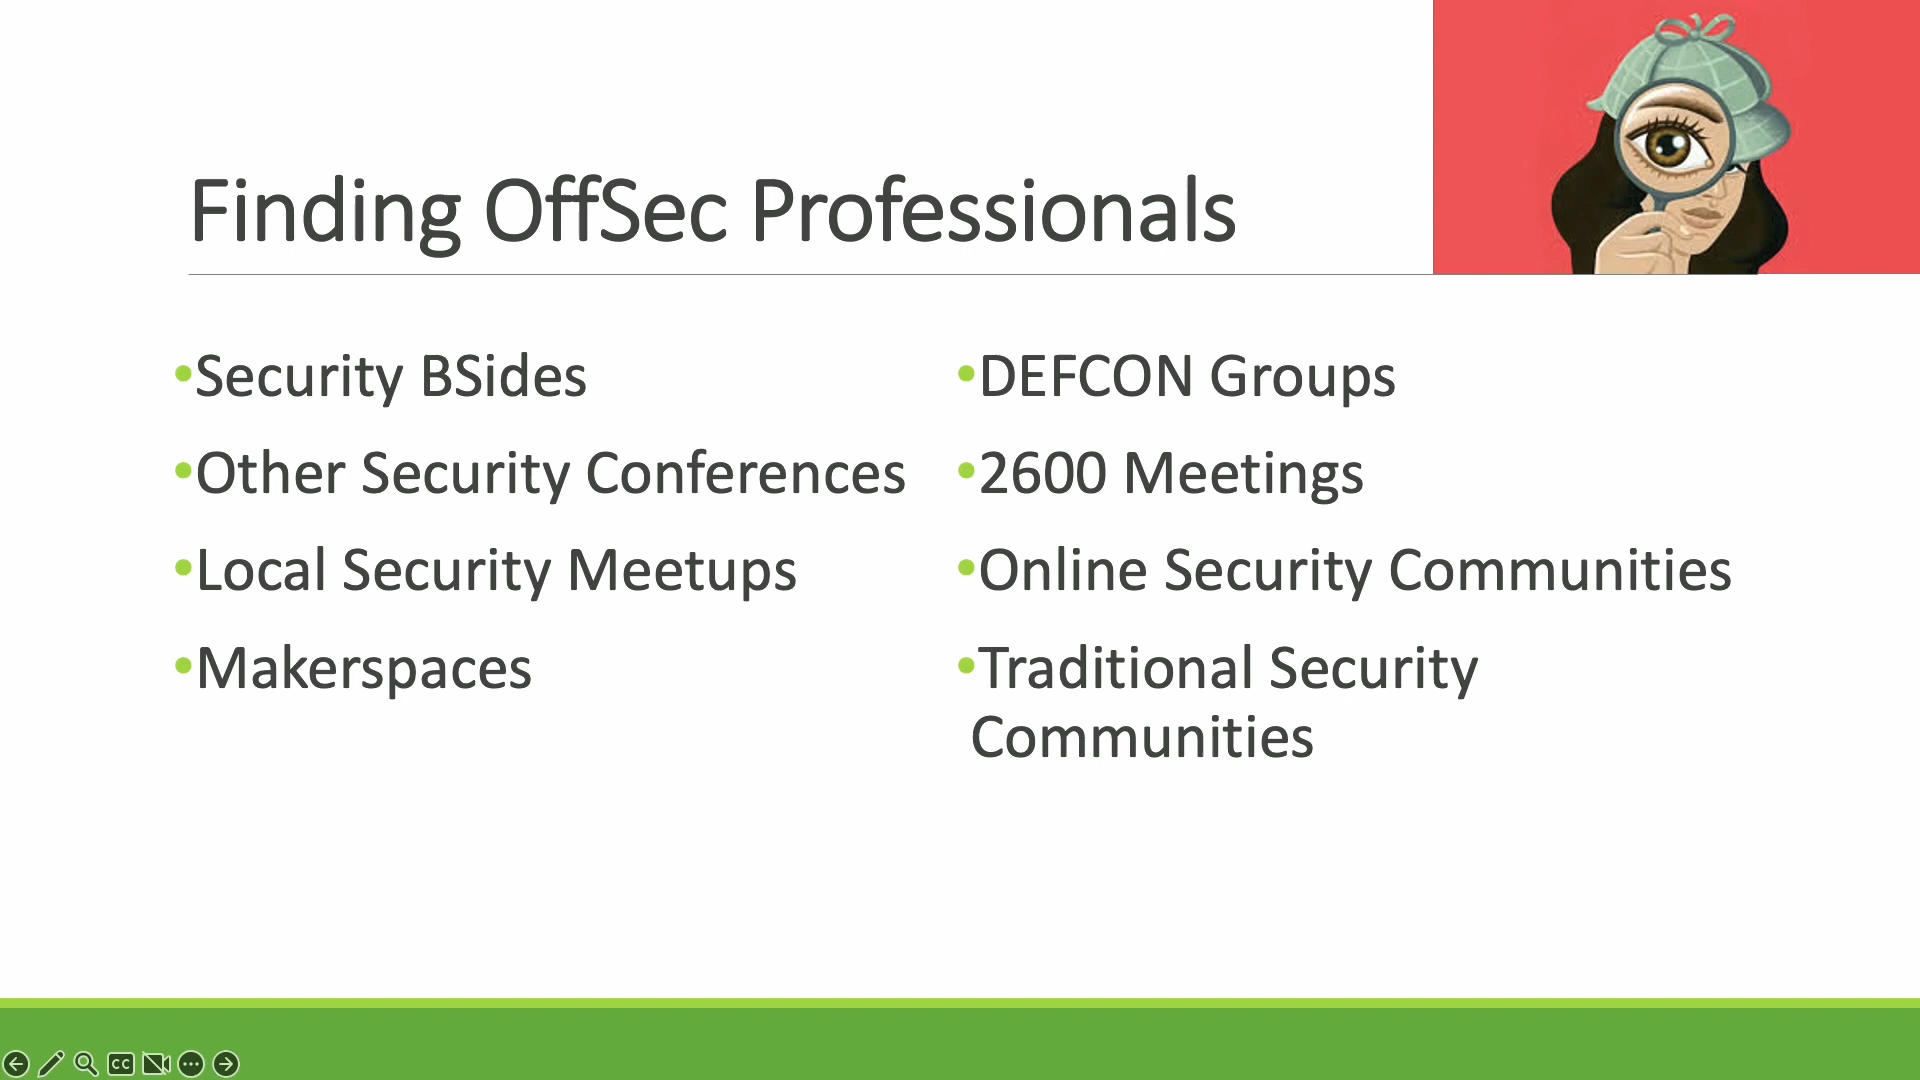 Finding OffSec Professionals
•Security BSides
•Other Security Conferences
•Local Security Meetups
•Makerspaces
•DEFCON Groups
•2600 Meetings
•Online Security Communities
•Traditional Security
Communities
CC